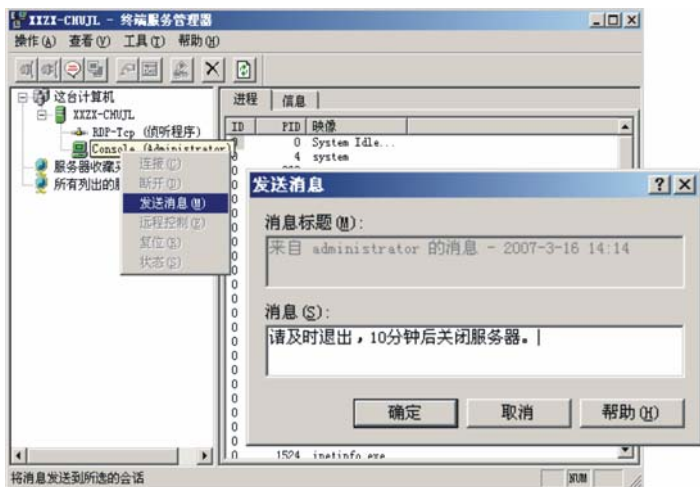 XXZX-CHUJL - 终端服务管理器
操作(A) 查看(V) 工具(T) 帮助(H)
这台计算机
XXZX-CHUJL
RDP-Tcp (侦听程序)
Console (Administrator)
服务器收藏
所有列出的
连接(C)
断开(D)
发送消息(M)
远程控制(R)
复位(R)
状态(S)
进程 信息
ID PID 映像
0 0 System Idle...
0 4 system
发送消息
消息标题(M):
来自 administrator 的消息 - 2007-3-16 14:14
消息(S):
请及时退出，10分钟后关闭服务器。
确定 取消 帮助(H)
0 1524 inetinfo.exe
将消息发送到所选的会话 NUM